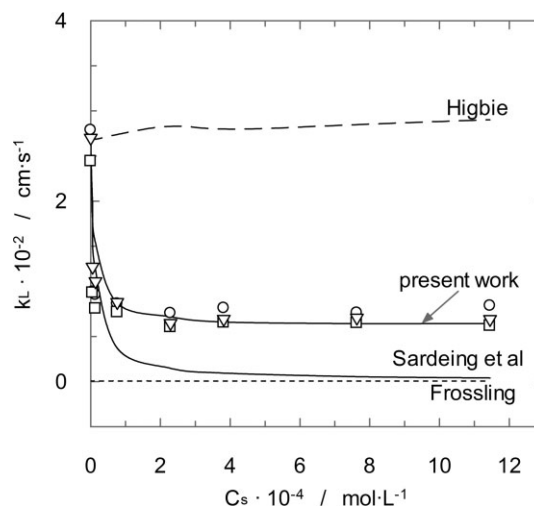 4
Higbie
2
kL · 10⁻² / cm·s⁻¹
present work
Sardeing et al
0
Frossling
0 2 4 6 8 10 12
Cs · 10⁻⁴ / mol·L⁻¹